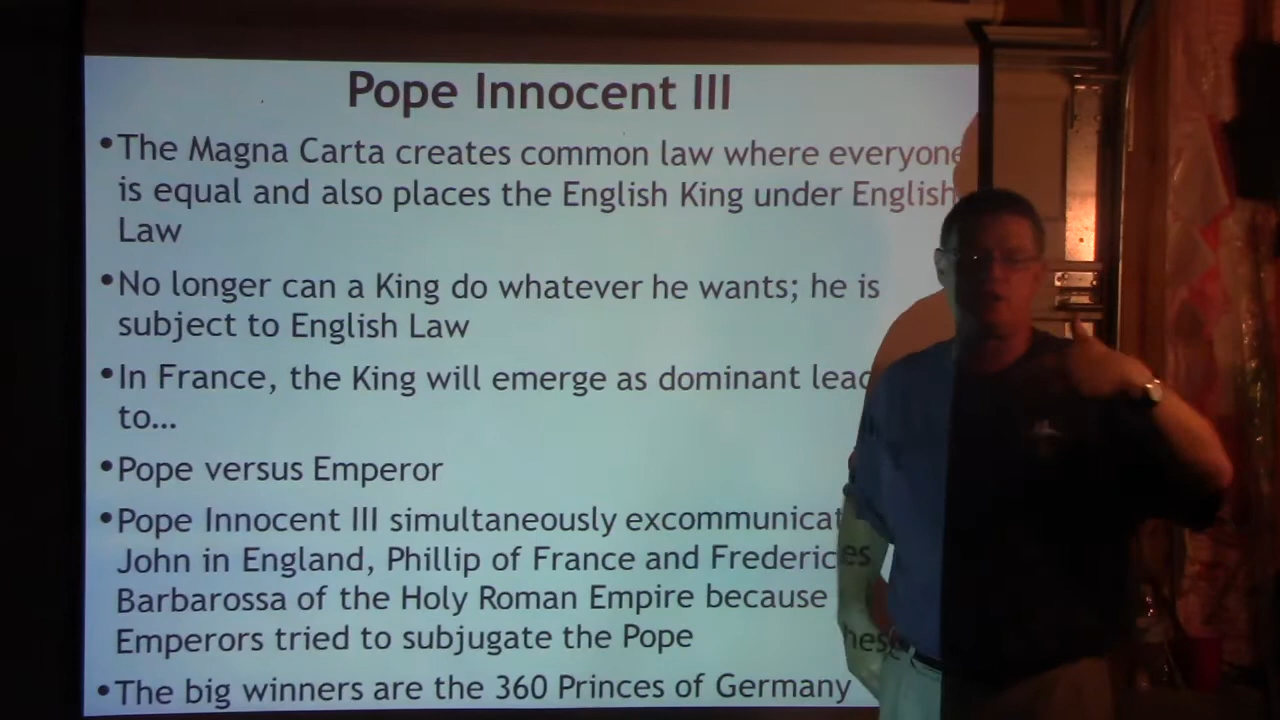 Pope Innocent III
•The Magna Carta creates common law where everyone
is equal and also places the English King under English
Law
•No longer can a King do whatever he wants; he is
subject to English Law
•In France, the King will emerge as dominant lead
to...
•Pope versus Emperor
•Pope Innocent III simultaneously excommunicates
John in England, Phillip of France and Frederic
Barbarossa of the Holy Roman Empire because
Emperors tried to subjugate the Pope
•The big winners are the 360 Princes of Germany